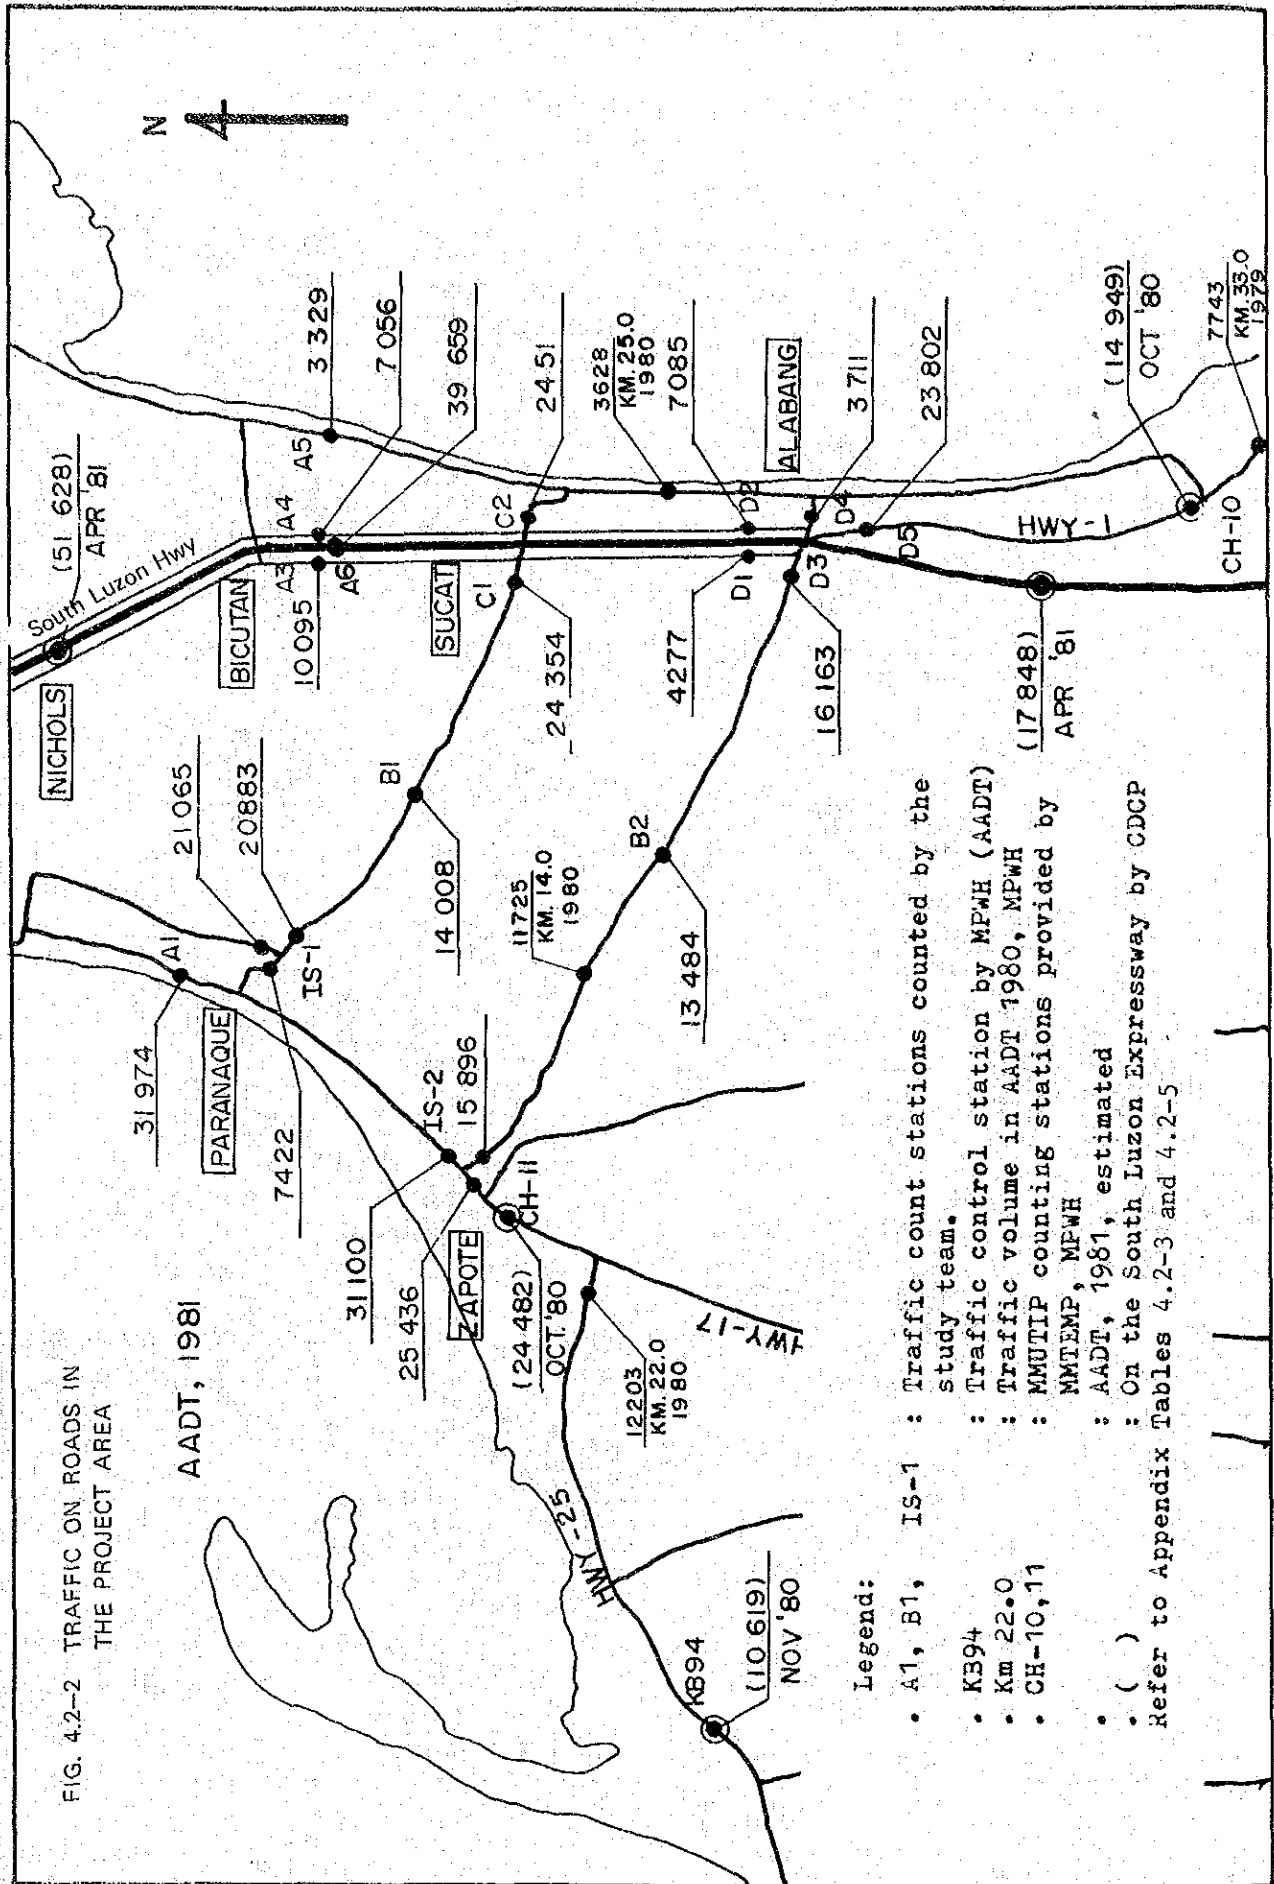 FIG. 4.2-2 TRAFFIC ON ROADS IN
THE PROJECT AREA
AADT, 1981
N
NICHOLS
(51 628)
APR '81
South Luzon Hwy
BICUTAN
A3
A4
A5
A6
10 095
3 329
7 056
39 659
SUCAT
C1
C2
24 354
24 51
3628
KM. 25.0
1980
7085
D1
D2
4277
ALABANG
D3
D4
D5
16 163
3 711
23 802
HWY-1
(14 949)
OCT '80
CH-10
7743
KM. 33.0
1979
(17 848)
APR '81
21 065
20883
A1
31 974
PARANAQUE
7422
IS-1
B1
14 008
11725
KM. 14.0
1980
B2
13 484
IS-2
15 896
31100
25 436
ZAPOTE
CH-11
(24 482)
OCT. '80
HWY-17
12203
KM. 22.0
1980
HWY-25
KB94
(10 619)
NOV '80
Legend:
• A1, B1, IS-1 : Traffic count stations counted by the
study team.
• KB94 : Traffic control station by MPWH (AADT)
• Km 22.0 : Traffic volume in AADT 1980, MPWH
• CH-10,11 : MMUTIP counting stations provided by
MMTEMP, MPWH
• : AADT, 1981, estimated
• ( ) : On the South Luzon Expressway by CDCP
Refer to Appendix Tables 4.2-3 and 4.2-5